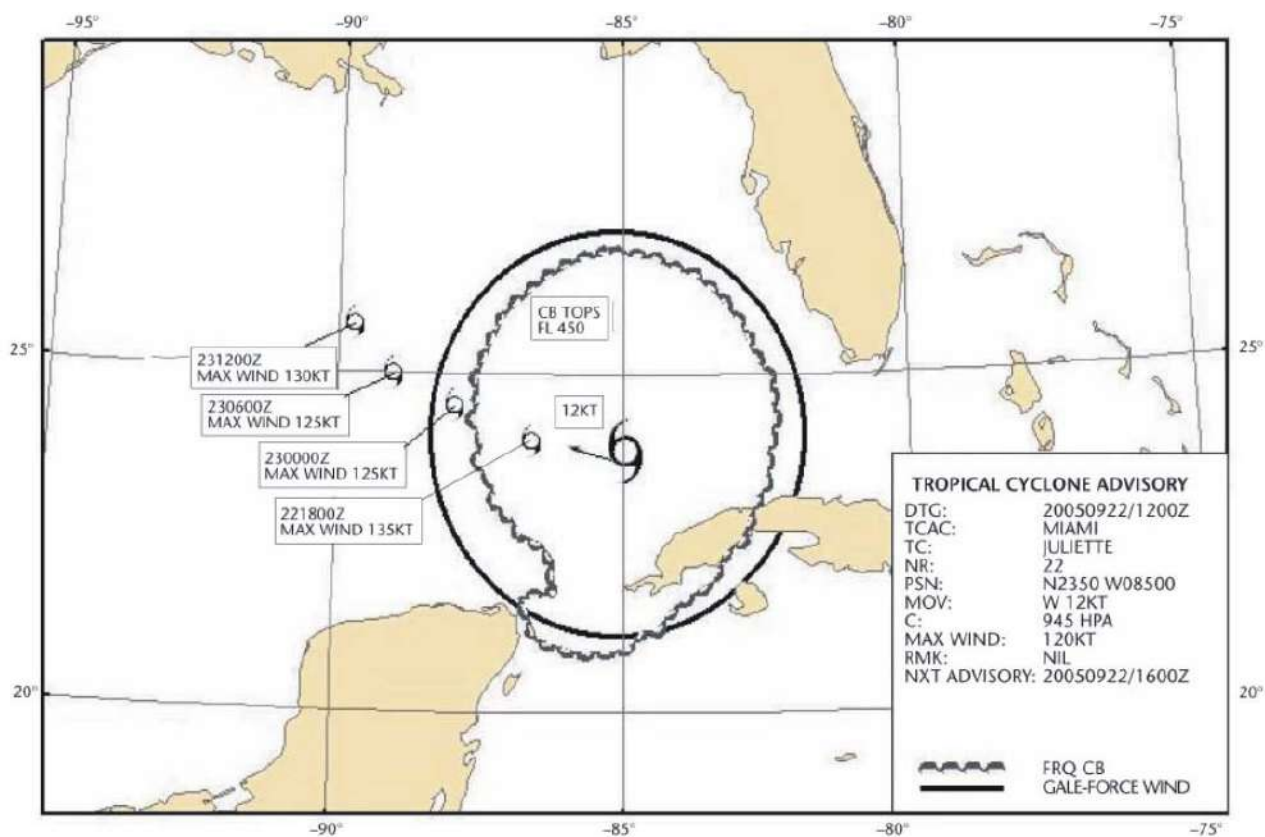 −95°
−90°
−85°
−80°
−75°
CB TOPS
FL 450
25°
25°
231200Z
MAX WIND 130KT
230600Z
MAX WIND 125KT
12KT
230000Z
MAX WIND 125KT
221800Z
MAX WIND 135KT
TROPICAL CYCLONE ADVISORY
DTG: 20050922/1200Z
TCAC: MIAMI
TC: JULIETTE
NR: 22
PSN: N2350 W08500
MOV: W 12KT
C: 945 HPA
MAX WIND: 120KT
RMK: NIL
NXT ADVISORY: 20050922/1600Z
20°
20°
FRQ CB
GALE-FORCE WIND
−90°
−85°
−80°
−75°